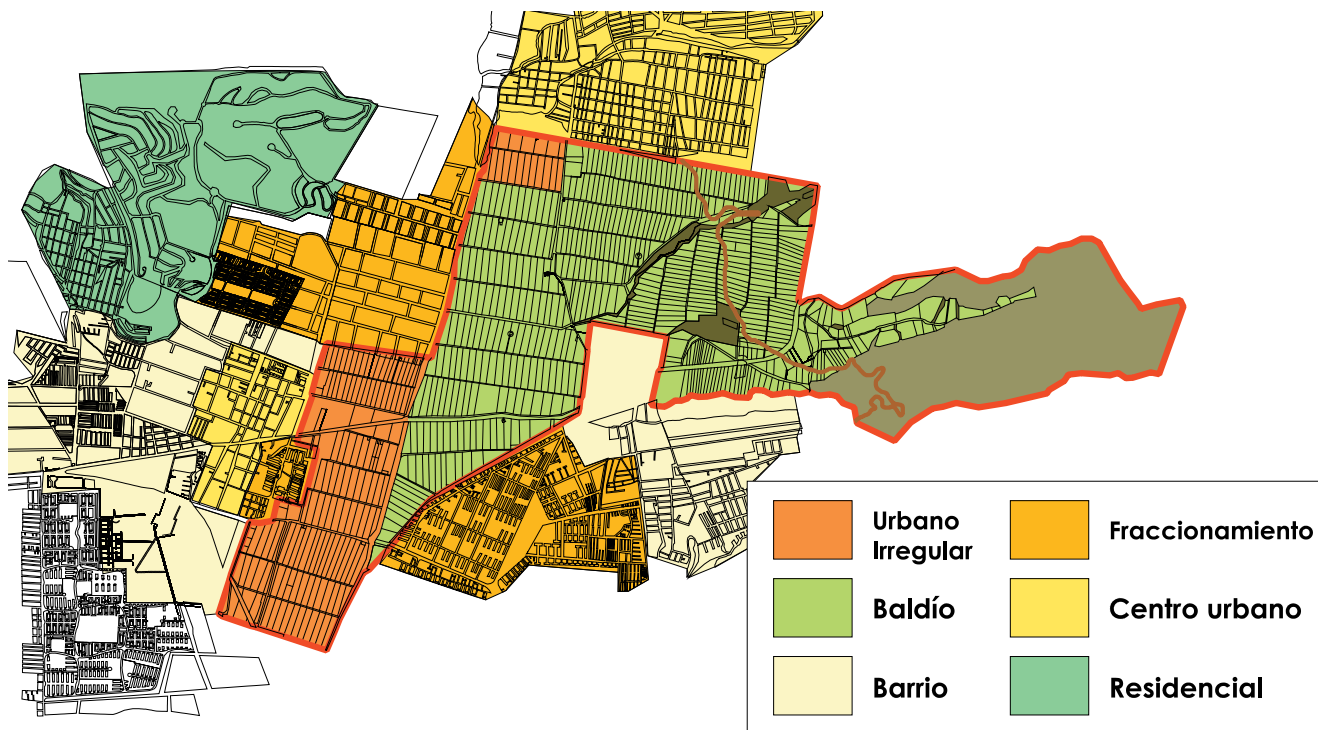 Urbano
Irregular
Fraccionamiento
Baldío
Centro urbano
Barrio
Residencial